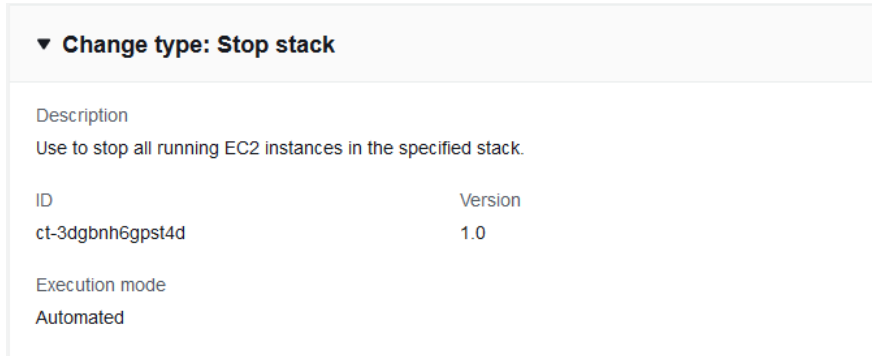 Change type: Stop stack
Description
Use to stop all running EC2 instances in the specified stack.
ID
Version
ct-3dgbnh6gpst4d
1.0
Execution mode
Automated